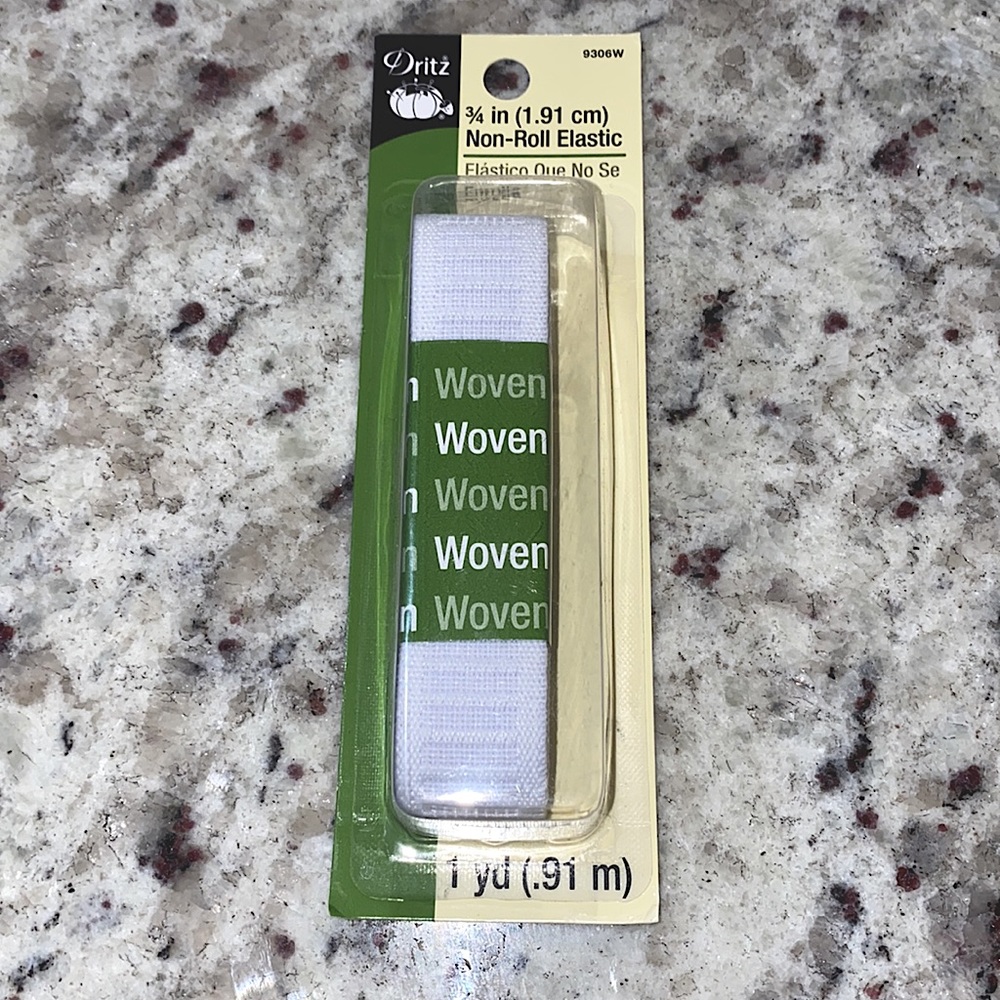 Dritz®
9306W
¾ in (1.91 cm)
Non-Roll Elastic
Elástico Que No Se
Enrolla
n Woven
n Woven
n Woven
n Woven
n Woven
1 yd (.91 m)